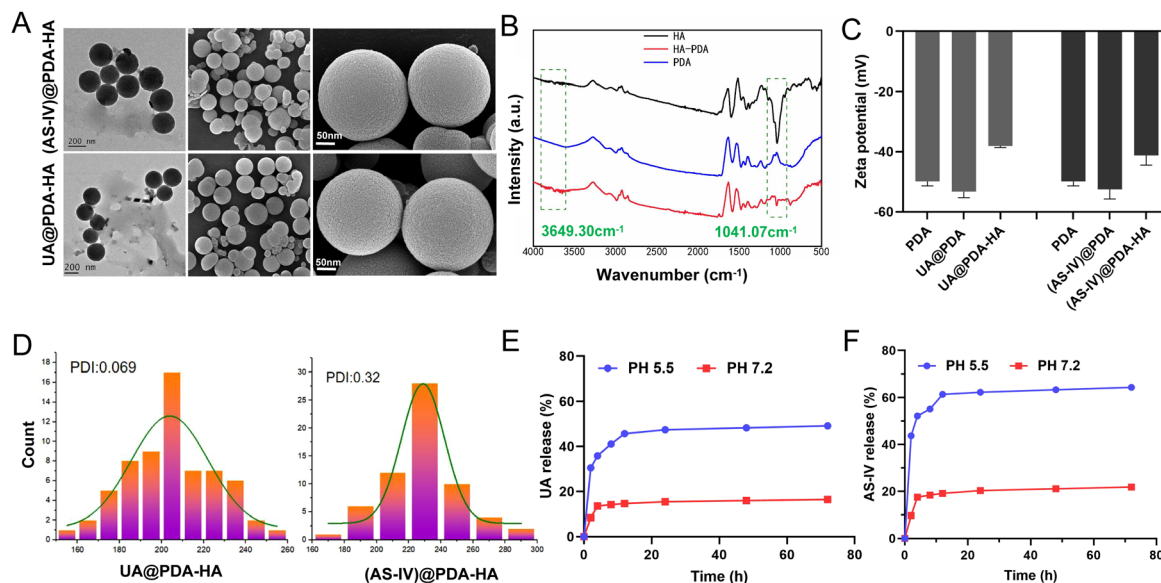 A
(AS-IV)@PDA-HA
UA@PDA-HA
200 nm
50nm
200 nm
50nm
B
HA
HA-PDA
PDA
Intensity (a.u.)
3649.30cm⁻¹
1041.07cm⁻¹
4000 3500 3000 2500 2000 1500 1000 500
Wavenumber (cm⁻¹)
C
Zeta potential (mV)
0
-20
-40
-60
PDA
UA@PDA
UA@PDA-HA
PDA
(AS-IV)@PDA
(AS-IV)@PDA-HA
D
Count
PDI:0.069
18
16
14
12
10
8
6
4
2
0
160 180 200 220 240 260
UA@PDA-HA
PDI:0.32
30
25
20
15
10
5
0
160 180 200 220 240 260 280 300
(AS-IV)@PDA-HA
E
PH 5.5
PH 7.2
UA release (%)
80
60
40
20
0
0 20 40 60 80
Time (h)
F
PH 5.5
PH 7.2
AS-IV release (%)
80
60
40
20
0
0 20 40 60 80
Time (h)